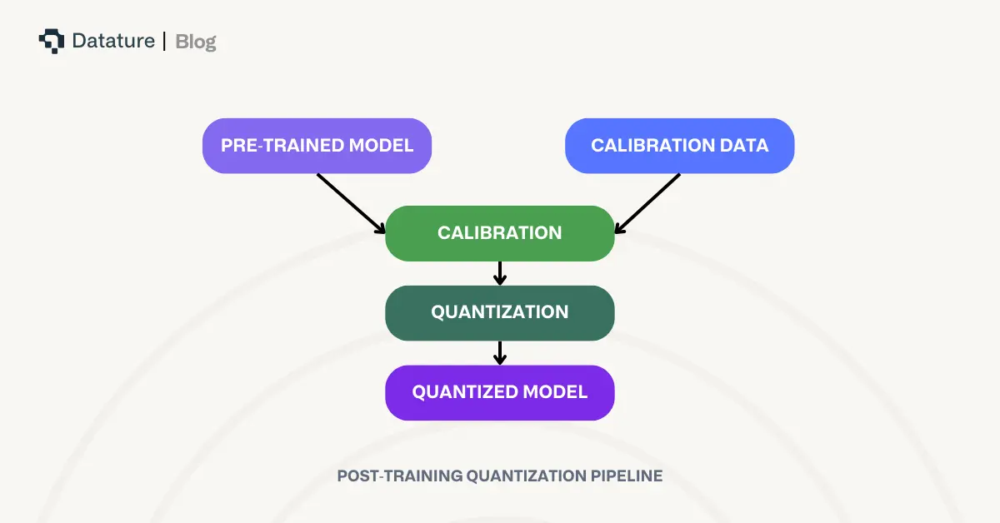 Datature | Blog
PRE-TRAINED MODEL
CALIBRATION DATA
CALIBRATION
QUANTIZATION
QUANTIZED MODEL
POST-TRAINING QUANTIZATION PIPELINE